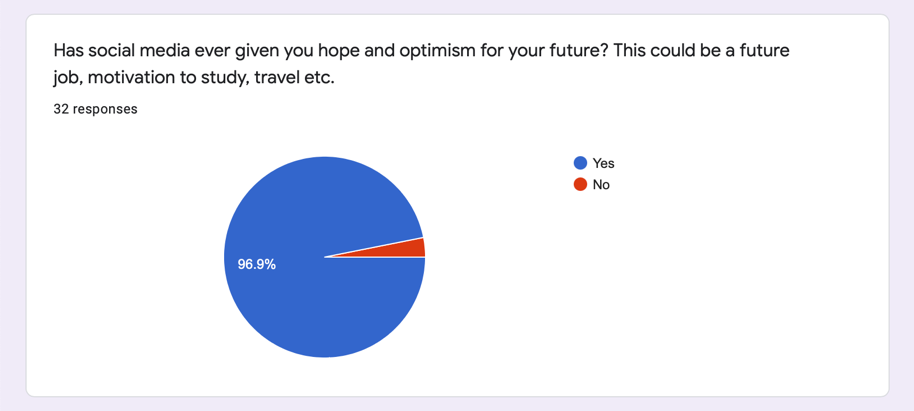 Has social media ever given you hope and optimism for your future? This could be a future
job, motivation to study, travel etc.
32 responses
Yes
No
96.9%